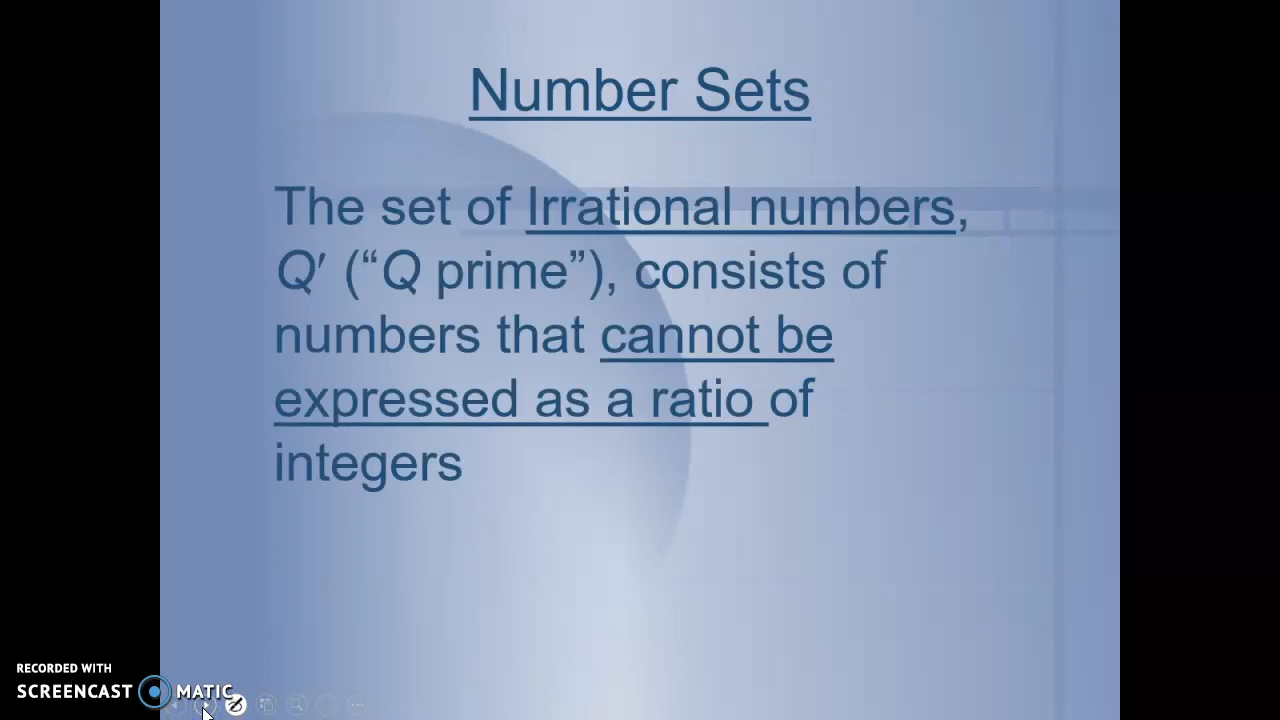 Number Sets
The set of Irrational numbers,
Q′ (“Q prime”), consists of
numbers that cannot be
expressed as a ratio of
integers
RECORDED WITH
SCREENCAST MATIC